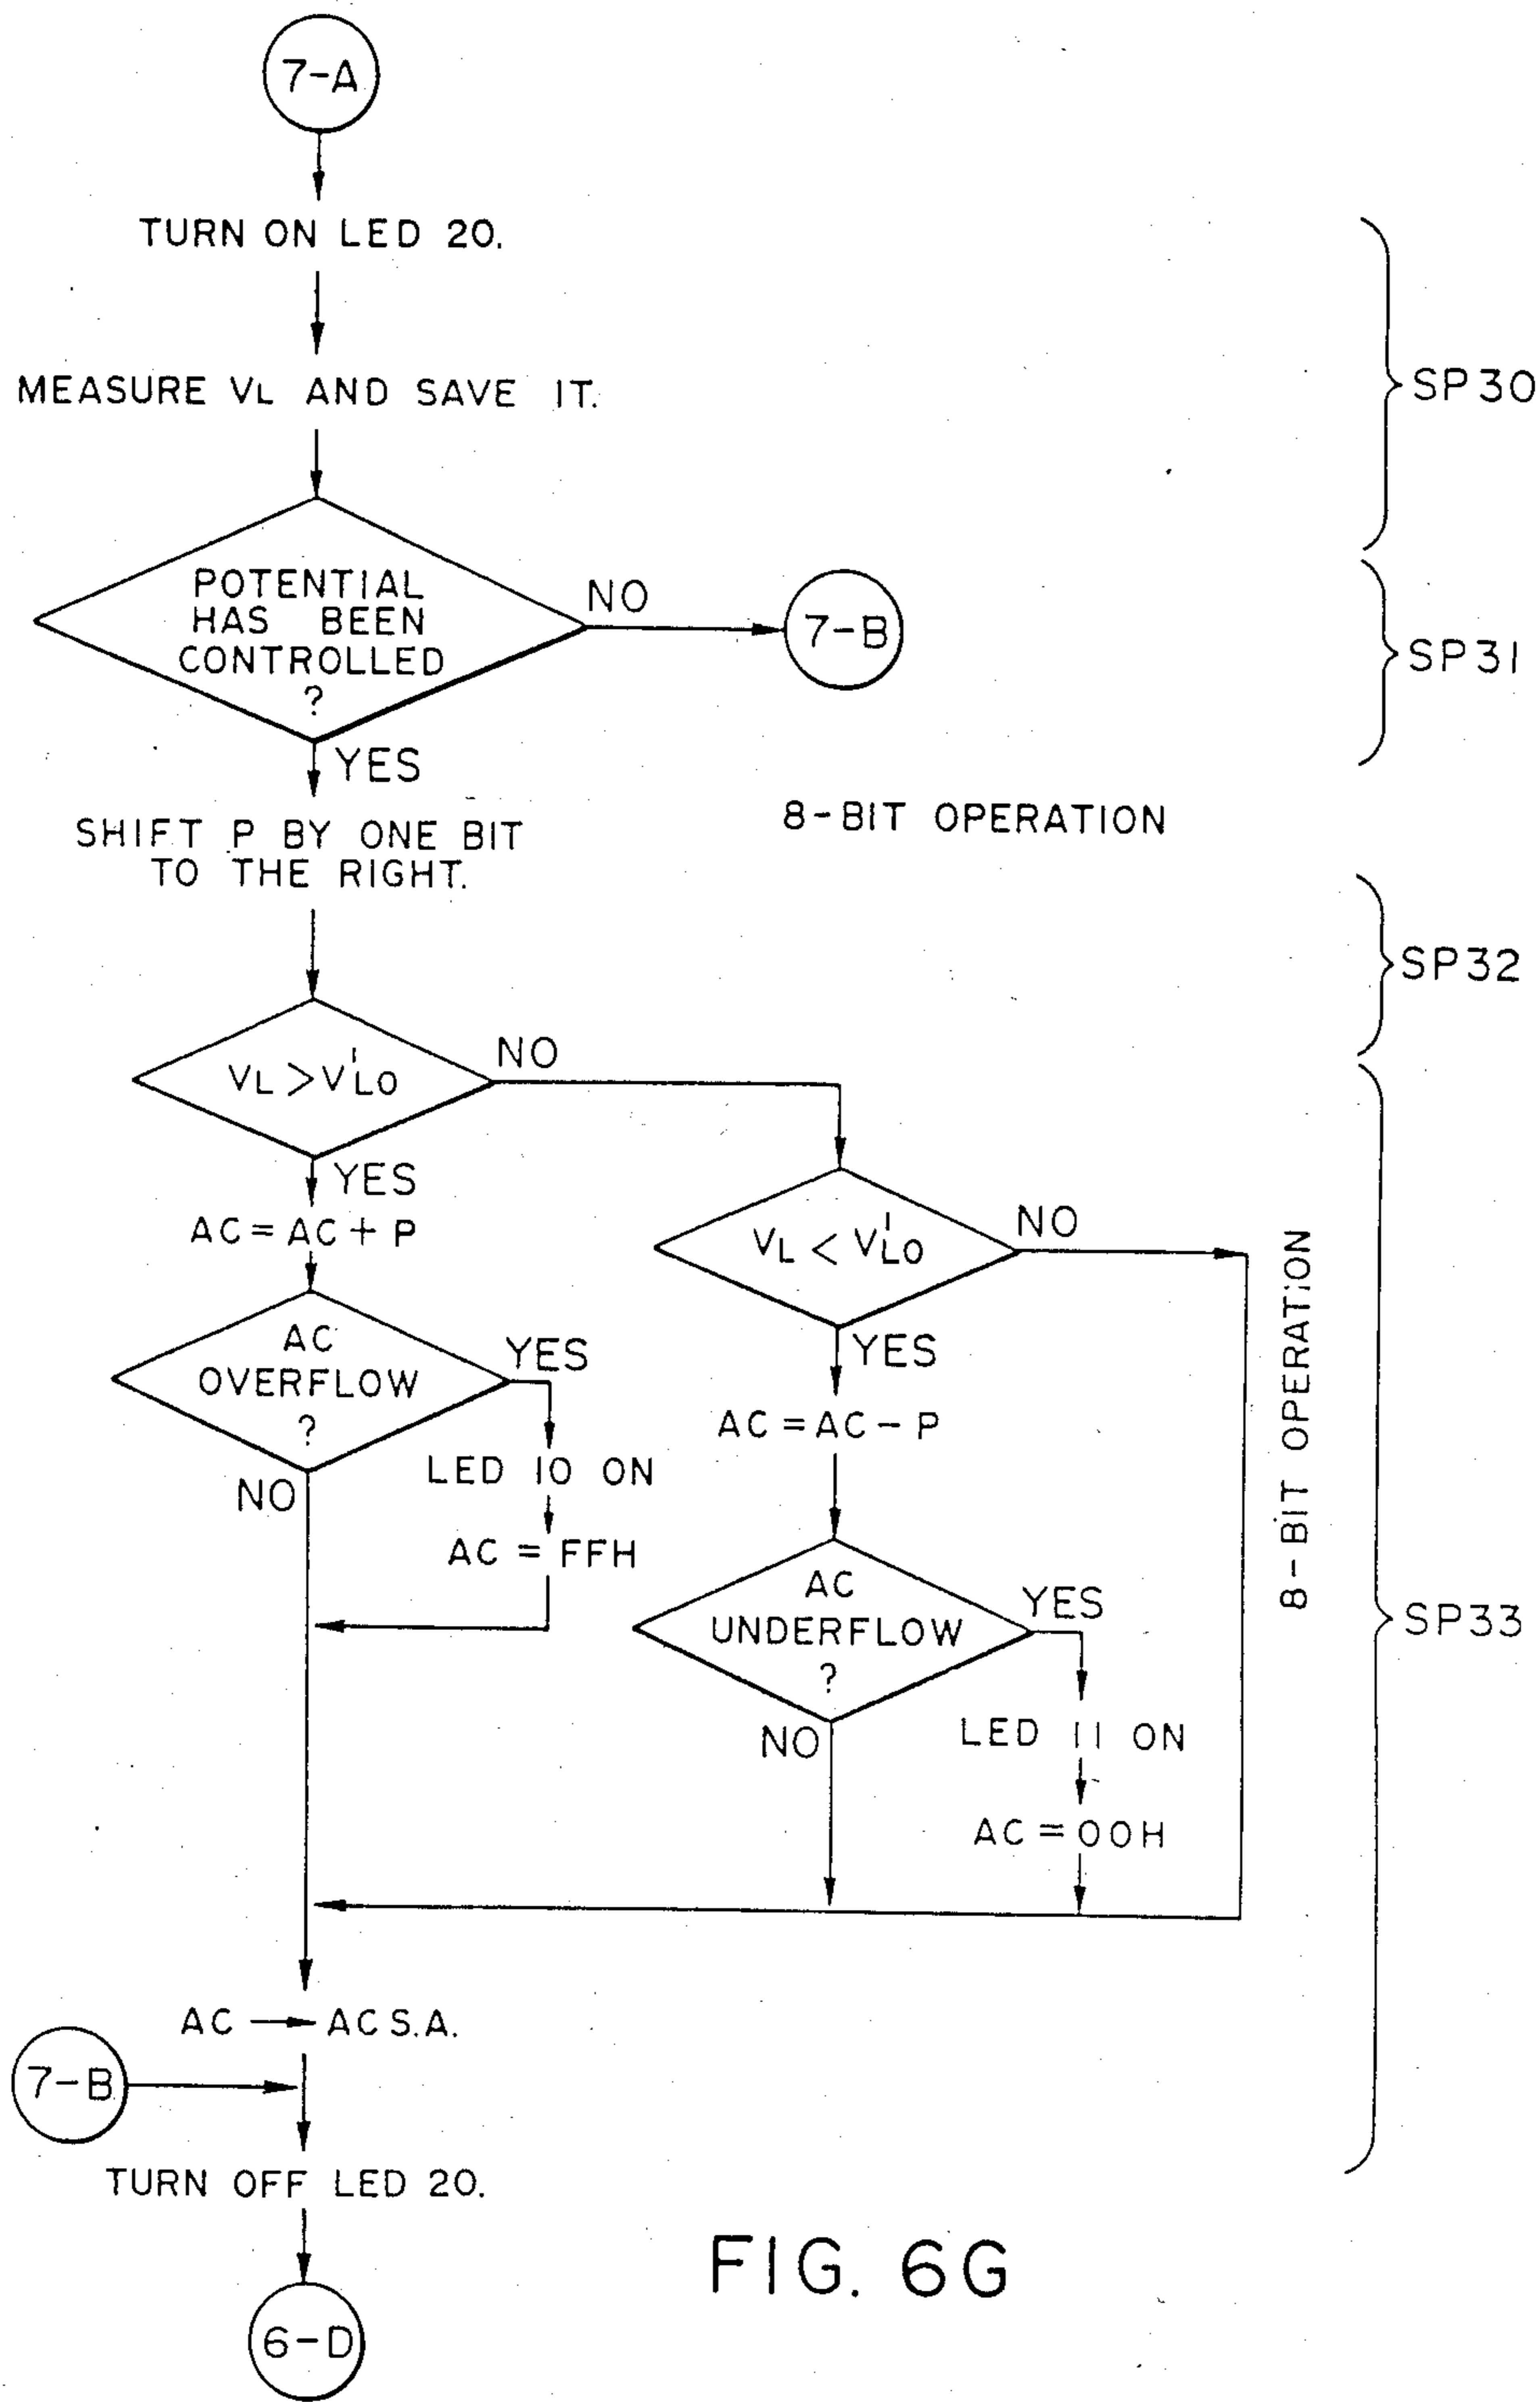 7-A
TURN ON LED 20.
MEASURE VL AND SAVE IT.
SP30
POTENTIAL
HAS BEEN
CONTROLLED
?
NO
7-B
SP31
YES
SHIFT P BY ONE BIT
TO THE RIGHT.
8-BIT OPERATION
SP32
VL > V'LO
NO
YES
AC = AC + P
VL < V'LO
NO
AC
OVERFLOW
?
YES
NO
LED 10 ON
AC = FFH
YES
AC = AC - P
AC
UNDERFLOW
?
YES
NO
LED 11 ON
AC = 00H
8-BIT OPERATION
SP33
AC → AC S.A.
7-B
TURN OFF LED 20.
6-D
FIG. 6G